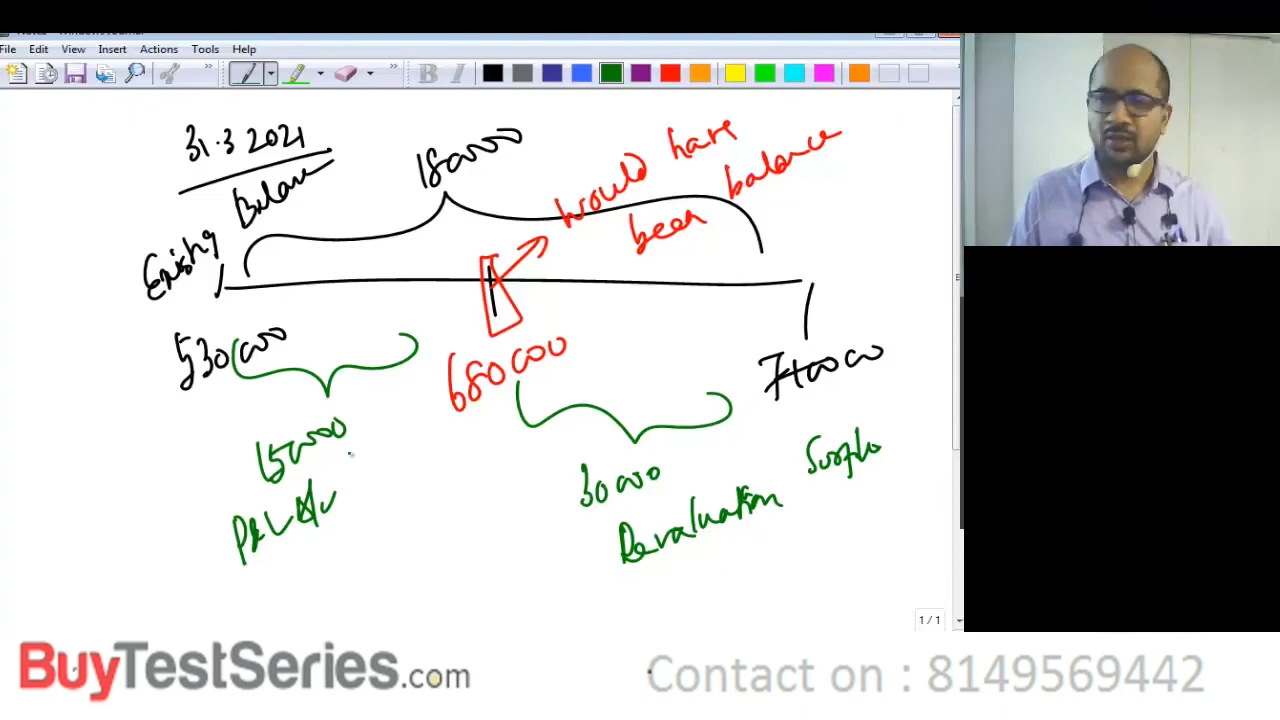 File Edit View Insert Actions Tools Help
B I
31.3 2021
Balance
180000
would have
been balance
Existing
530000
680000
710000
150000
P&L A/c
30000
Revaluation Surplus
1 / 1
BuyTestSeries.com
Contact on : 8149569442